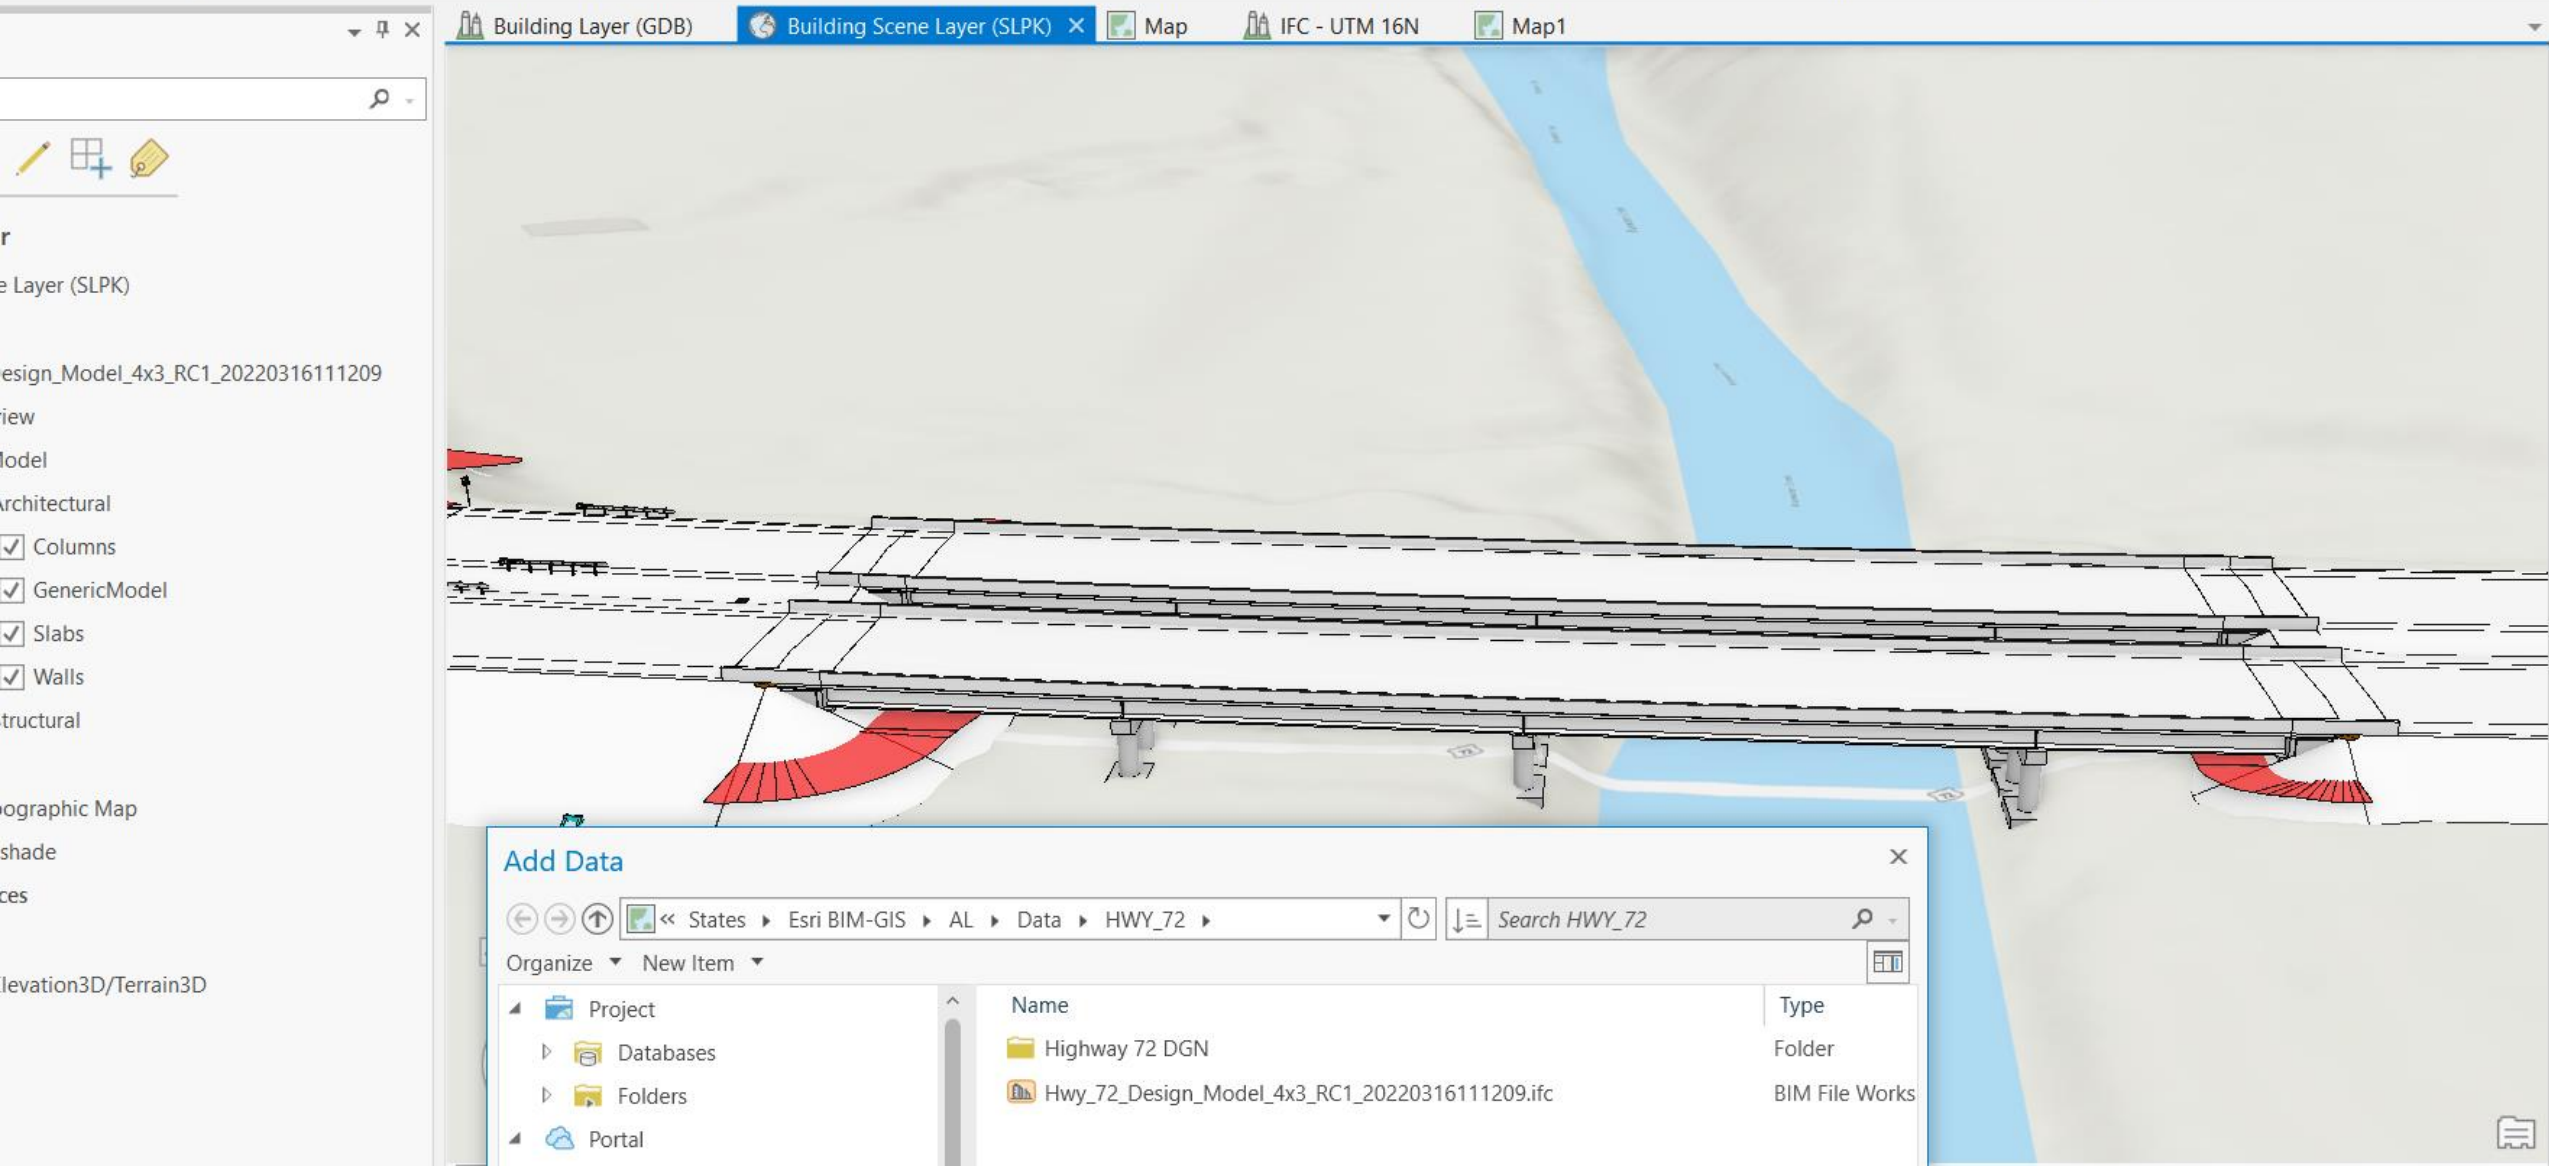 Building Layer (GDB)
Building Scene Layer (SLPK)
Map
IFC - UTM 16N
Map1
r
e Layer (SLPK)
esign_Model_4x3_RC1_20220316111209
iew
odel
rchitectural
Columns
GenericModel
Slabs
Walls
tructural
ographic Map
shade
ces
levation3D/Terrain3D
72
72
Add Data
« States Esri BIM-GIS AL Data HWY_72
Search HWY_72
Organize New Item
Project
Databases
Folders
Portal
Name Type
Highway 72 DGN Folder
Hwy_72_Design_Model_4x3_RC1_20220316111209.ifc BIM File Works